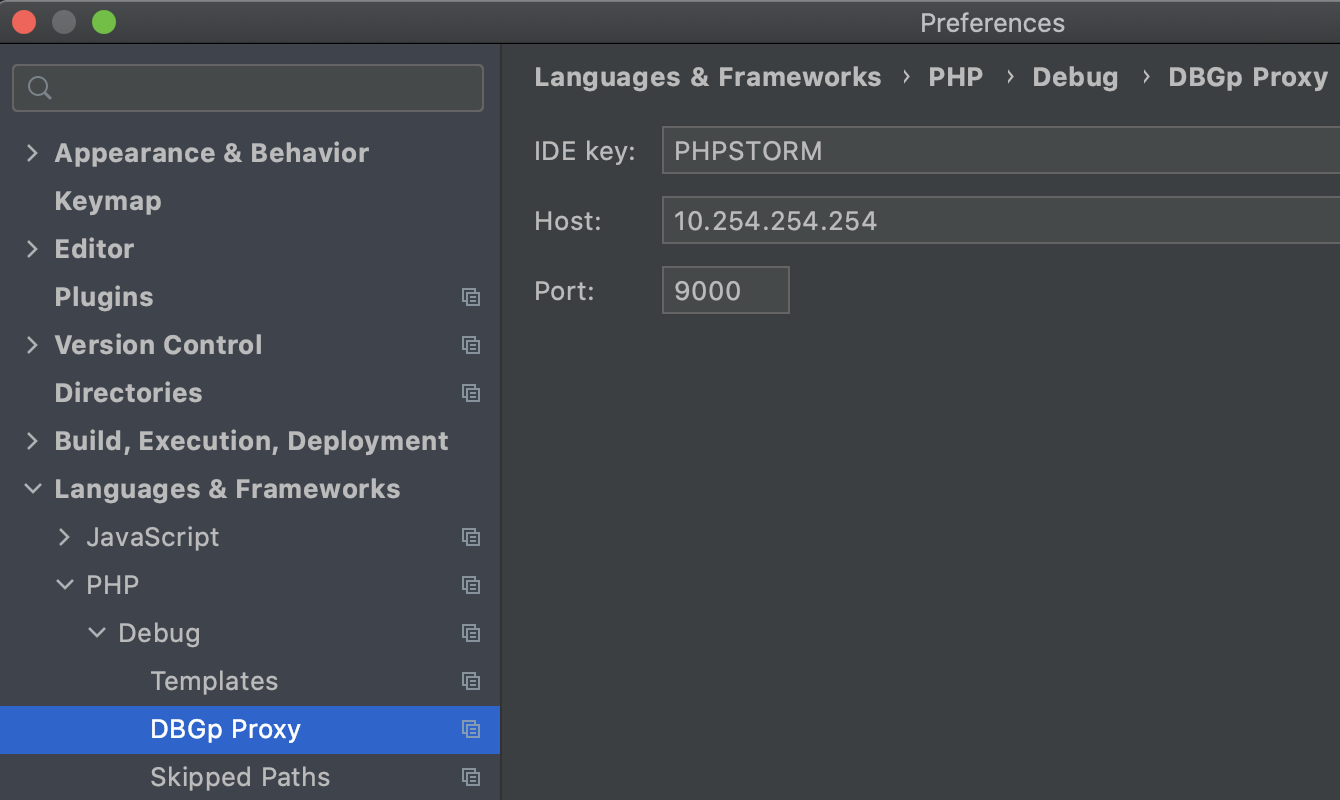 Preferences
Appearance & Behavior
Keymap
Editor
Plugins
Version Control
Directories
Build, Execution, Deployment
Languages & Frameworks
JavaScript
PHP
Debug
Templates
DBGp Proxy
Skipped Paths
Languages & Frameworks › PHP › Debug › DBGp Proxy
IDE key: PHPSTORM
Host: 10.254.254.254
Port: 9000